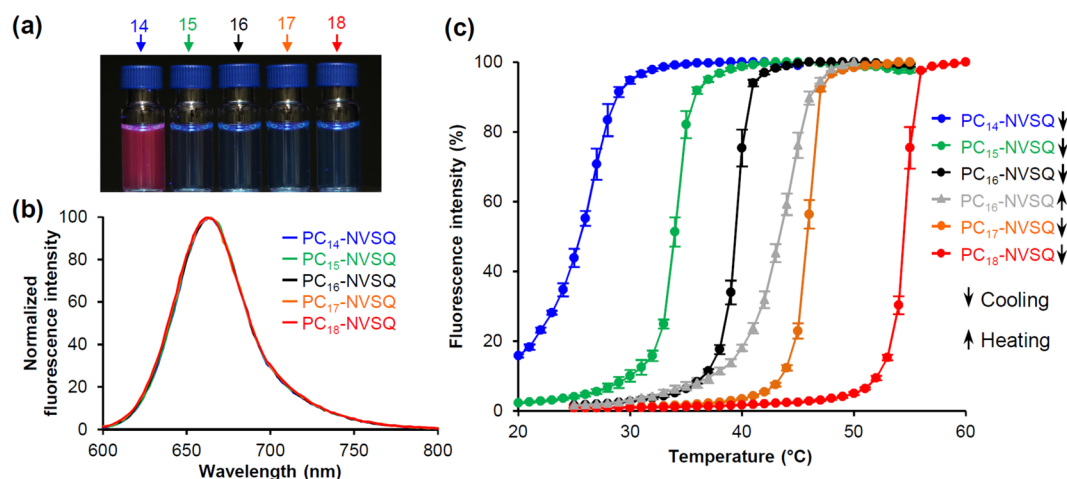 (a)
14 15 16 17 18
(b)
Normalized
fluorescence intensity
100
80
60
40
20
0
600 650 700 750 800
Wavelength (nm)
PC₁₄-NVSQ
PC₁₅-NVSQ
PC₁₆-NVSQ
PC₁₇-NVSQ
PC₁₈-NVSQ
(c)
Fluorescence intensity (%)
100
80
60
40
20
0
20 30 40 50 60
Temperature (°C)
PC₁₄-NVSQ↓
PC₁₅-NVSQ↓
PC₁₆-NVSQ↓
PC₁₆-NVSQ↑
PC₁₇-NVSQ↓
PC₁₈-NVSQ↓
↓ Cooling
↑ Heating